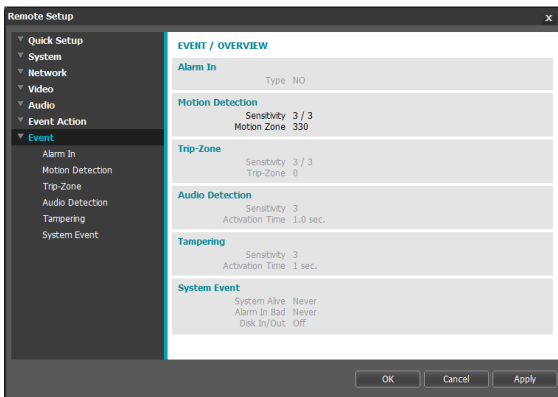 Remote Setup
x
Quick Setup
System
Network
Video
Audio
Event Action
Event
Alarm In
Motion Detection
Trip-Zone
Audio Detection
Tampering
System Event
EVENT / OVERVIEW
Alarm In
Type NO
Motion Detection
Sensitivity 3 / 3
Motion Zone 330
Trip-Zone
Sensitivity 3 / 3
Trip-Zone 0
Audio Detection
Sensitivity 3
Activation Time 1.0 sec.
Tampering
Sensitivity 3
Activation Time 1 sec.
System Event
System Alive Never
Alarm In Bad Never
Disk In/Out Off
OK Cancel Apply